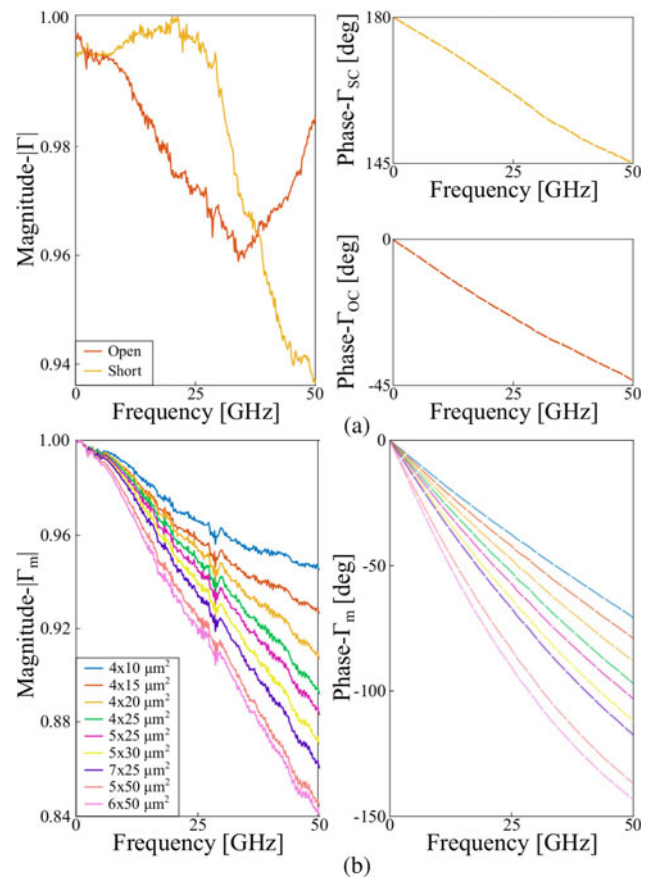 1.00
0.98
0.96
0.94
Magnitude-|Γ|
Open
Short
0
25
50
Frequency [GHz]
180
145
Phase-Γ_SC [deg]
0
25
50
Frequency [GHz]
0
-45
Phase-Γ_OC [deg]
0
25
50
Frequency [GHz]
(a)
1.00
0.96
0.92
0.88
0.84
Magnitude-|Γ_m|
4x10 µm²
4x15 µm²
4x20 µm²
4x25 µm²
5x25 µm²
5x30 µm²
7x25 µm²
5x50 µm²
6x50 µm²
0
25
50
Frequency [GHz]
0
-50
-100
-150
Phase-Γ_m [deg]
0
25
50
Frequency [GHz]
(b)